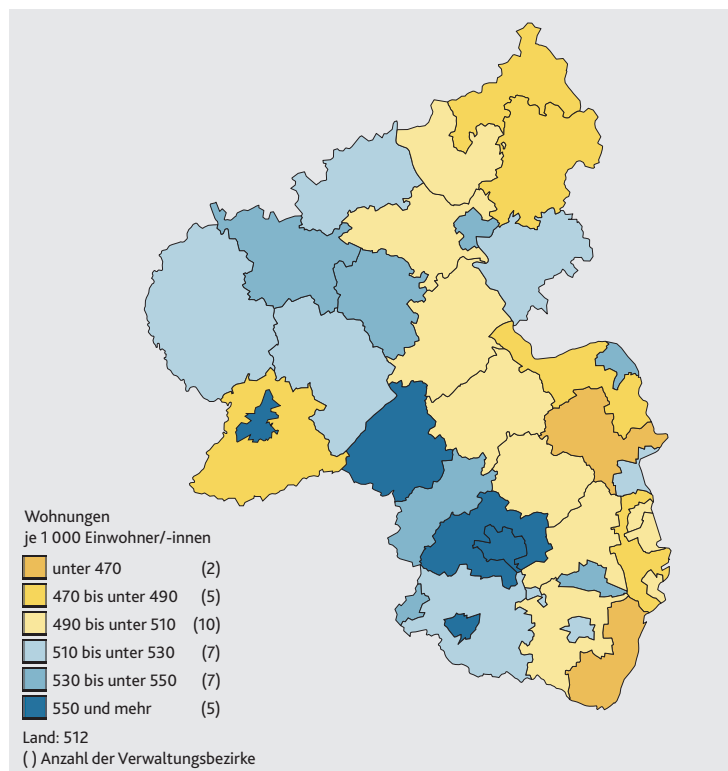 Wohnungen
je 1 000 Einwohner/-innen
unter 470 (2)
470 bis unter 490 (5)
490 bis unter 510 (10)
510 bis unter 530 (7)
530 bis unter 550 (7)
550 und mehr (5)
Land: 512
( ) Anzahl der Verwaltungsbezirke